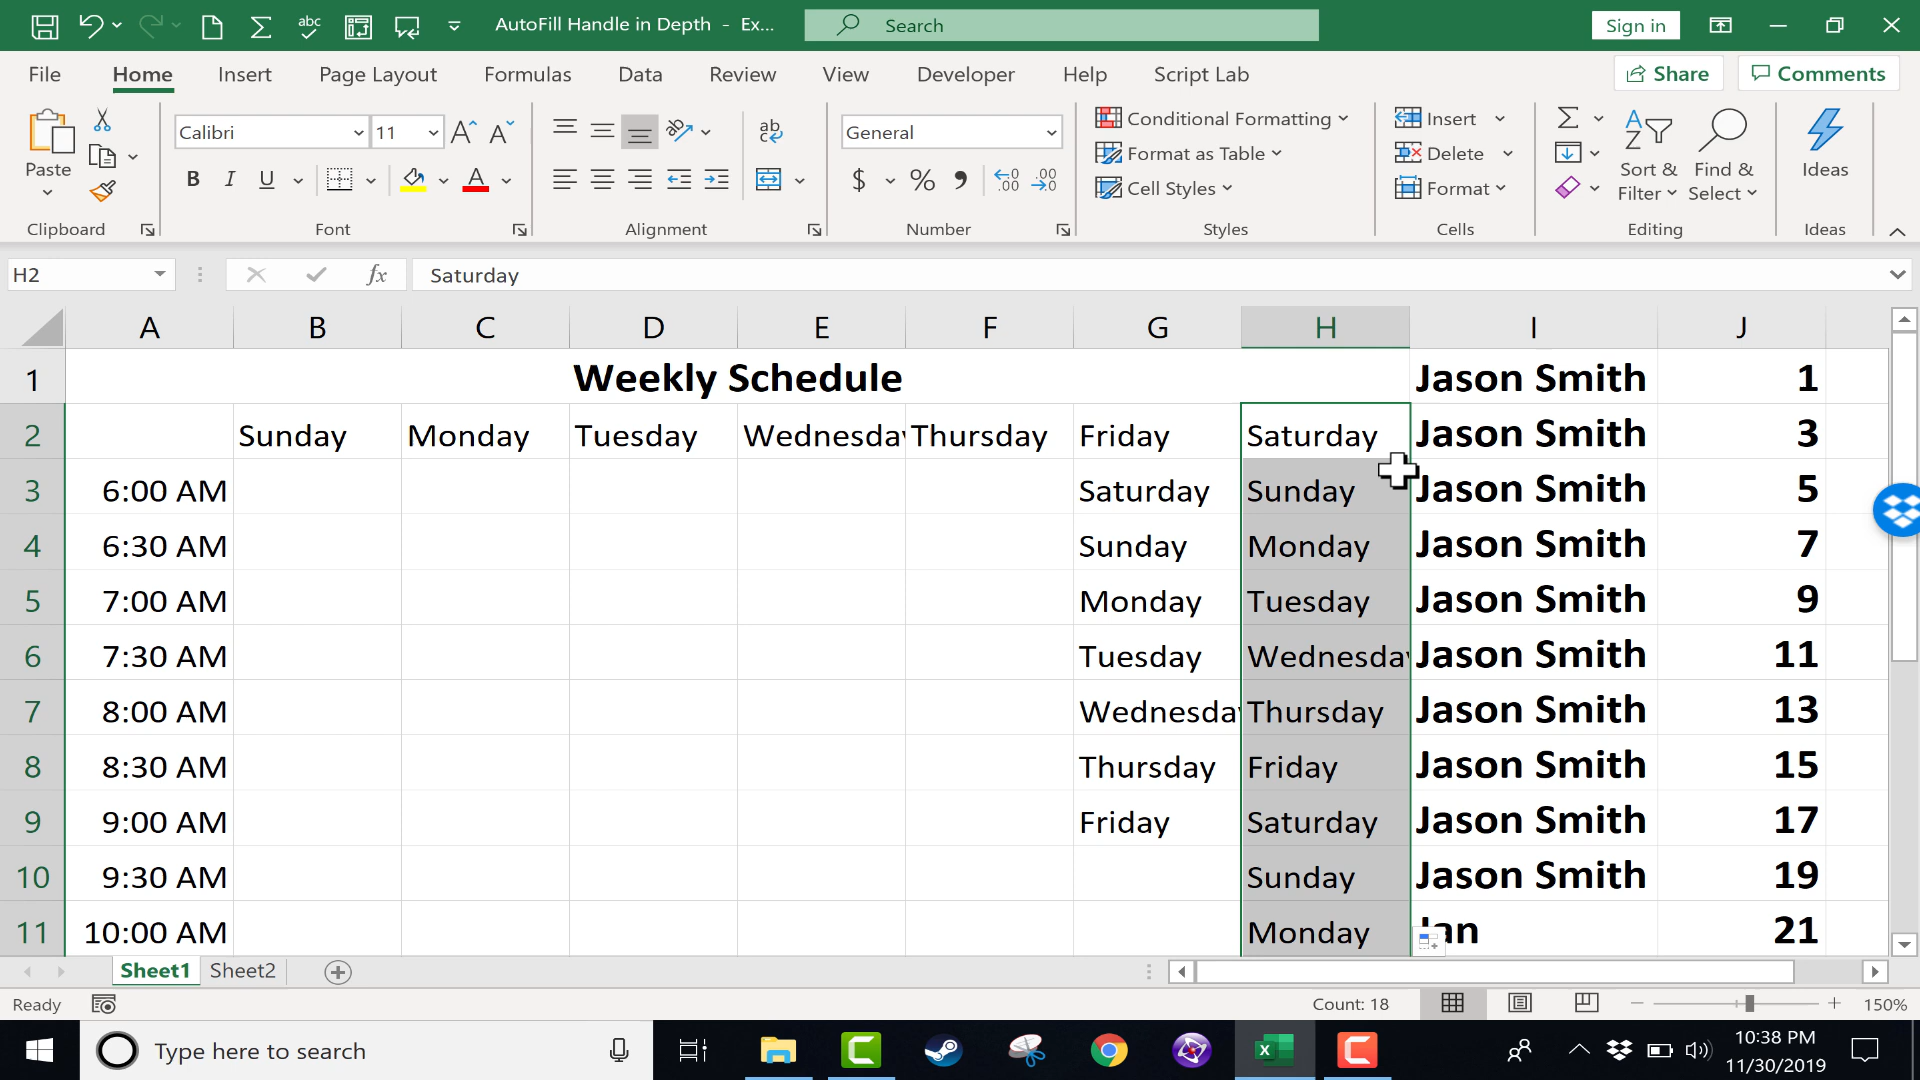 AutoFill Handle in Depth - Ex... Search Sign in
File Home Insert Page Layout Formulas Data Review View Developer Help Script Lab Share Comments
Paste
Clipboard
Calibri 11
B I U A
Font
ab
Alignment
General
$ % 9
Number
Conditional Formatting
Format as Table
Cell Styles
Styles
Insert
Delete
Format
Cells
Sort & Filter
Find & Select
Editing
Ideas
Ideas
H2 fx Saturday
A B C D E F G H I J
1 Weekly Schedule Jason Smith 1
2 Sunday Monday Tuesday Wednesday Thursday Friday Saturday Jason Smith 3
3 6:00 AM Saturday Sunday Jason Smith 5
4 6:30 AM Sunday Monday Jason Smith 7
5 7:00 AM Monday Tuesday Jason Smith 9
6 7:30 AM Tuesday Wednesday Jason Smith 11
7 8:00 AM Wednesday Thursday Jason Smith 13
8 8:30 AM Thursday Friday Jason Smith 15
9 9:00 AM Friday Saturday Jason Smith 17
10 9:30 AM Sunday Jason Smith 19
11 10:00 AM Monday Jan 21
Sheet1 Sheet2
Ready Count: 18 150%
Type here to search 10:38 PM
11/30/2019